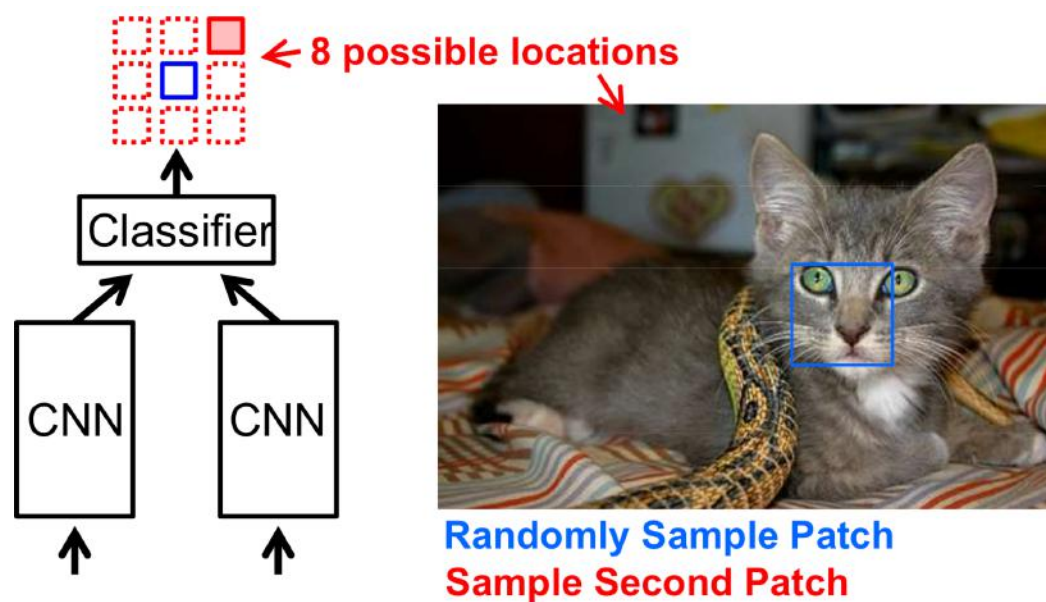 8 possible locations
Classifier
CNN
CNN
Randomly Sample Patch
Sample Second Patch